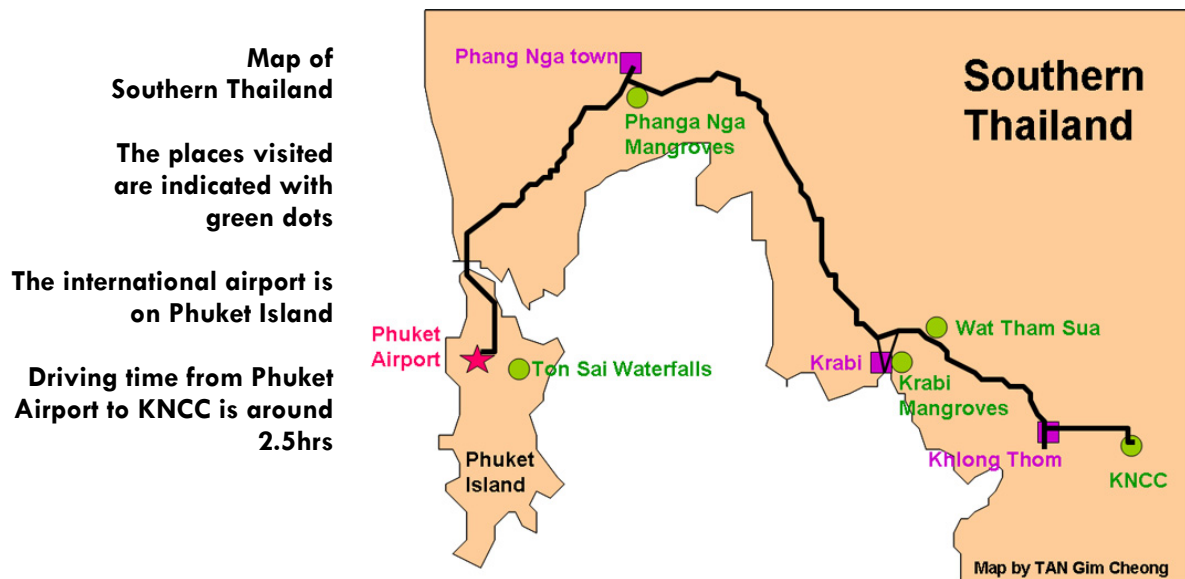 Map of
Southern Thailand
The places visited
are indicated with
green dots
The international airport is
on Phuket Island
Driving time from Phuket
Airport to KNCC is around
2.5hrs
Phang Nga town
Southern
Thailand
Phanga Nga
Mangroves
Phuket
Airport
Ton Sai Waterfalls
Wat Tham Sua
Krabi
Krabi
Mangroves
Phuket
Island
Khlong Thom
KNCC
Map by TAN Gim Cheong